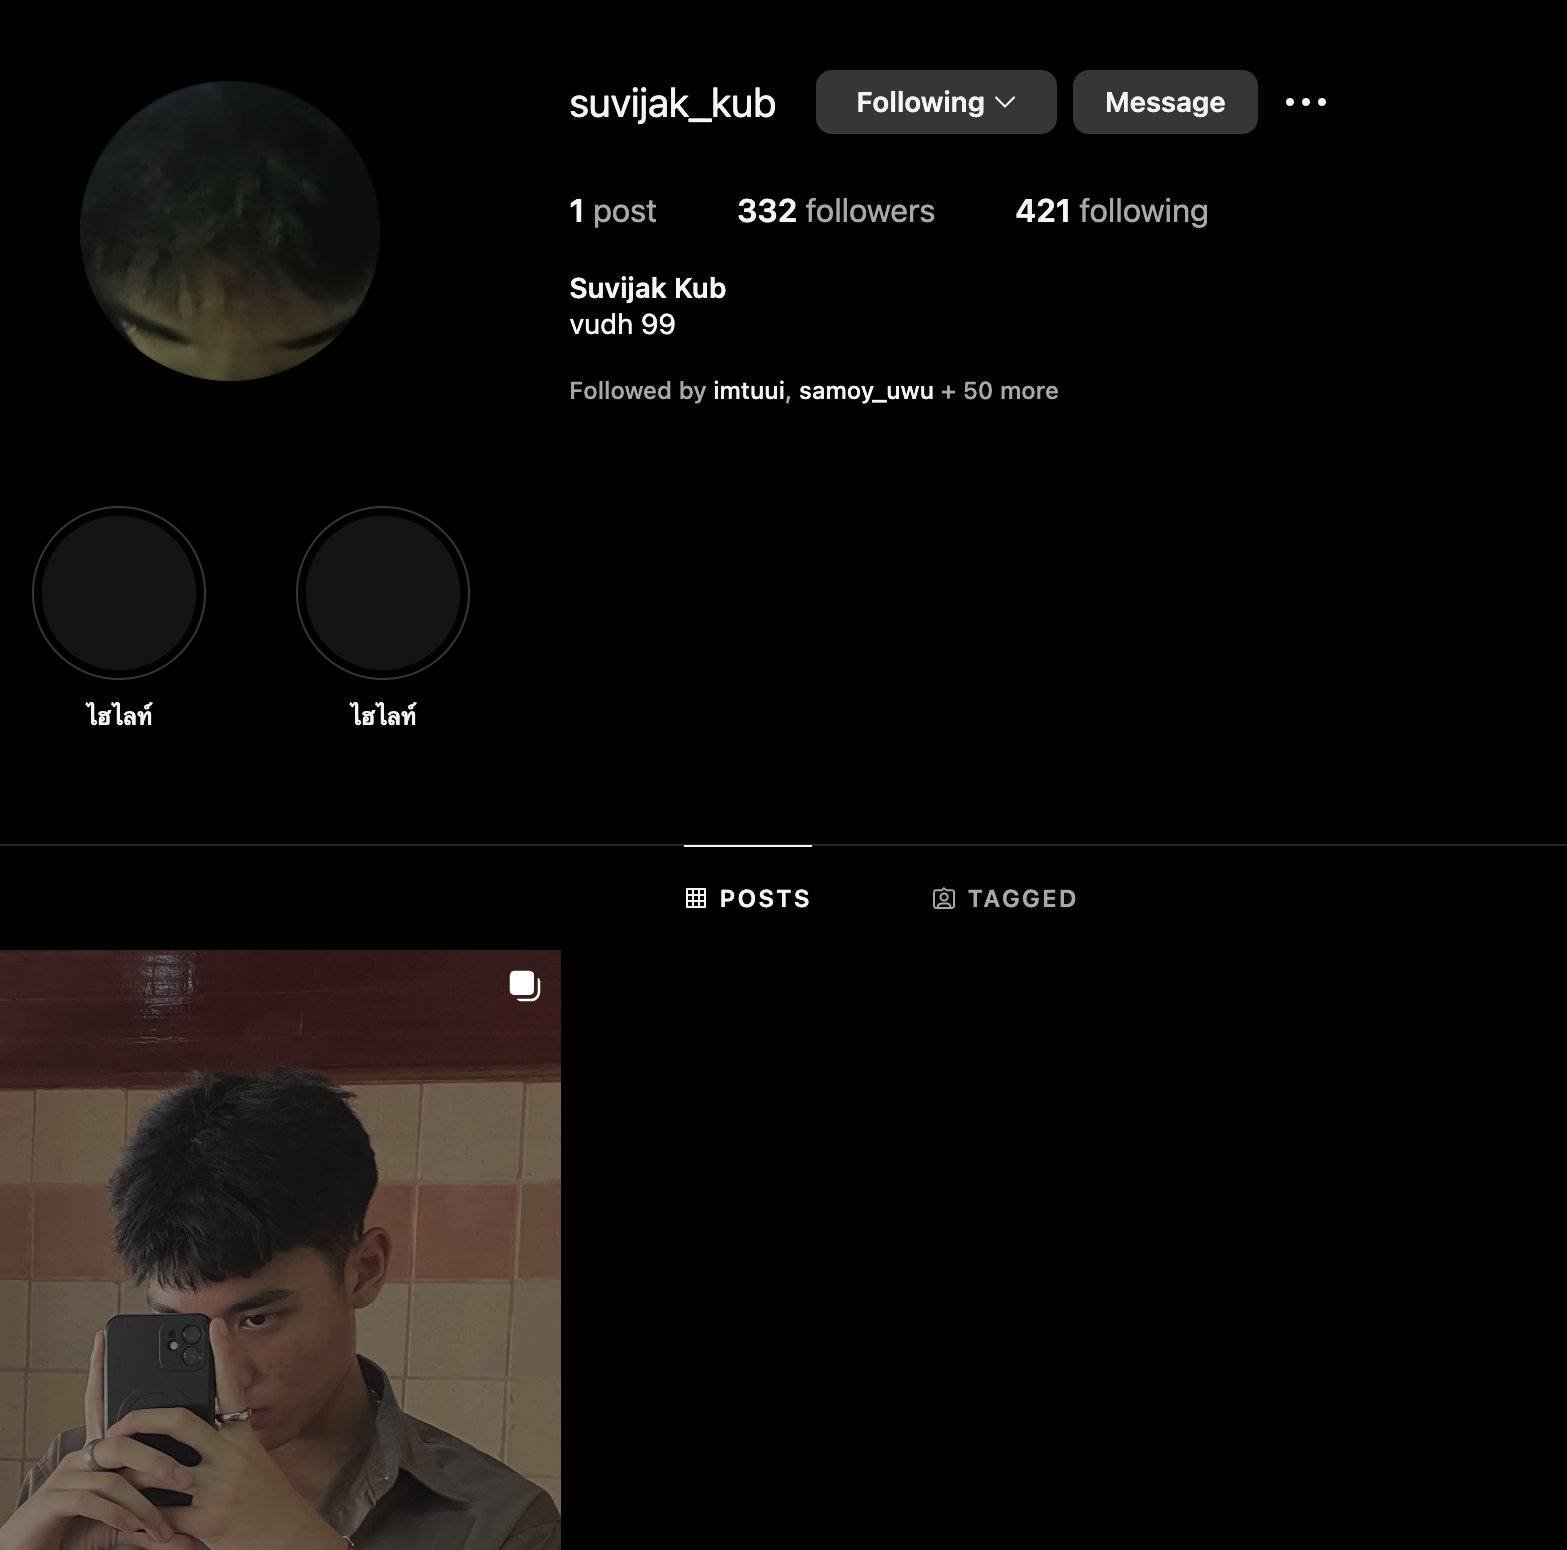 suvijak_kub Following Message
1 post 332 followers 421 following
Suvijak Kub
vudh 99
Followed by imtuui, samoy_uwu + 50 more
ไฮไลท์ ไฮไลท์
POSTS TAGGED